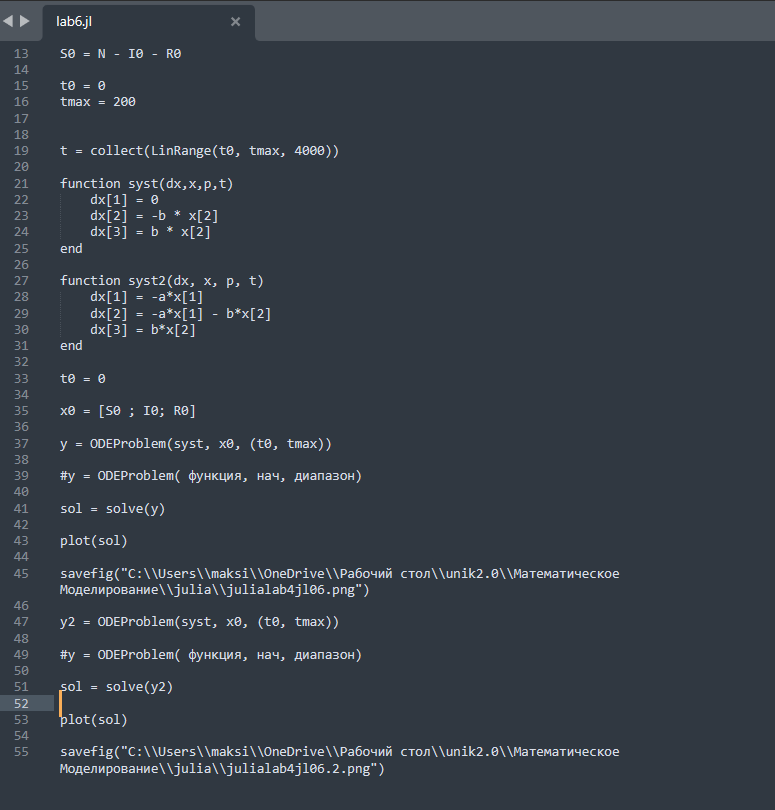 lab6.jl
13 S0 = N - I0 - R0
14
15 t0 = 0
16 tmax = 200
17
18
19 t = collect(LinRange(t0, tmax, 4000))
20
21 function syst(dx,x,p,t)
22     dx[1] = 0
23     dx[2] = -b * x[2]
24     dx[3] = b * x[2]
25 end
26
27 function syst2(dx, x, p, t)
28     dx[1] = -a*x[1]
29     dx[2] = -a*x[1] - b*x[2]
30     dx[3] = b*x[2]
31 end
32
33 t0 = 0
34
35 x0 = [S0 ; I0; R0]
36
37 y = ODEProblem(syst, x0, (t0, tmax))
38
39 #y = ODEProblem( функция, нач, диапазон)
40
41 sol = solve(y)
42
43 plot(sol)
44
45 savefig("C:\\Users\\maksi\\OneDrive\\Рабочий стол\\unik2.0\\Математическое
Моделирование\\julia\\julialab4jl06.png")
46
47 y2 = ODEProblem(syst, x0, (t0, tmax))
48
49 #y = ODEProblem( функция, нач, диапазон)
50
51 sol = solve(y2)
52
53 plot(sol)
54
55 savefig("C:\\Users\\maksi\\OneDrive\\Рабочий стол\\unik2.0\\Математическое
Моделирование\\julia\\julialab4jl06.2.png")